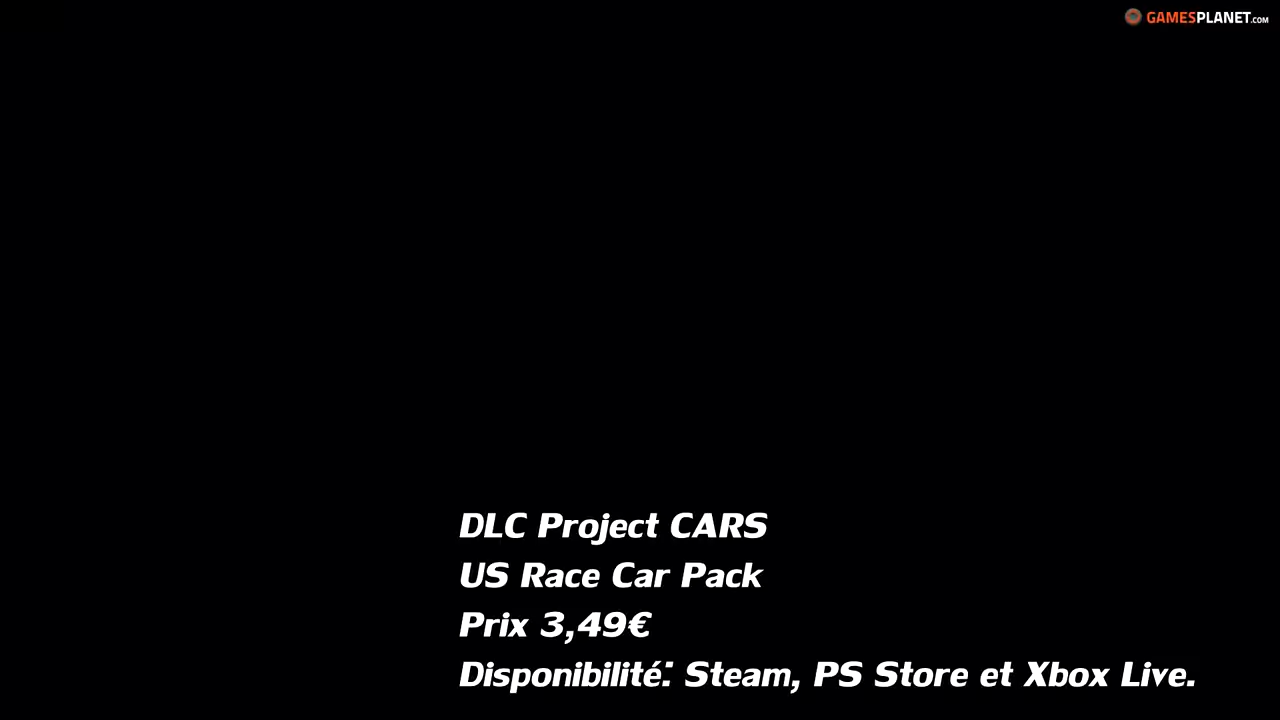 GAMESPLANET.COM
DLC Project CARS
US Race Car Pack
Prix 3,49€
Disponibilité: Steam, PS Store et Xbox Live.